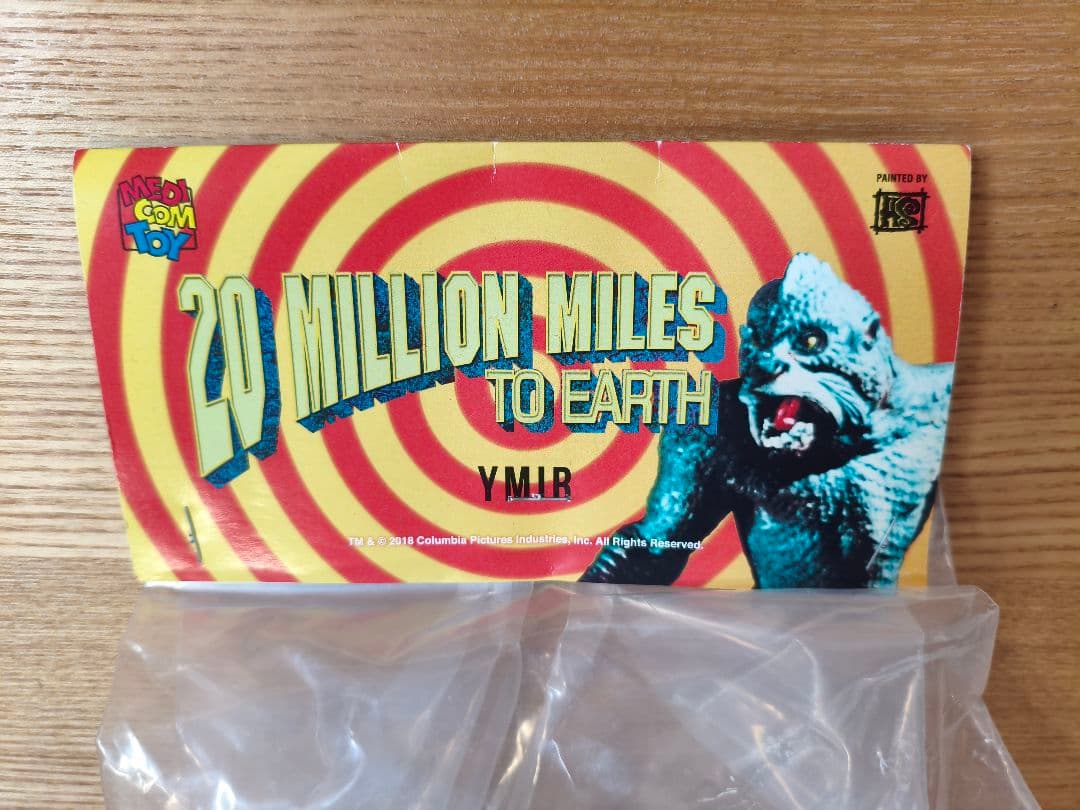 MEDI
COM
TOY
PAINTED BY
HS
20 MILLION MILES
TO EARTH
YMIR
TM & © 2018 Columbia Pictures Industries, Inc. All Rights Reserved.